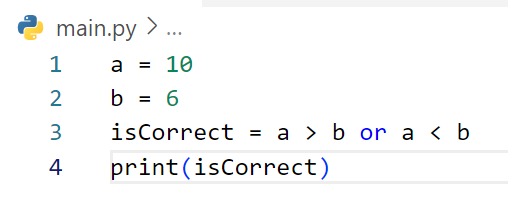 main.py > ...
1 a = 10
2 b = 6
3 isCorrect = a > b or a < b
4 print(isCorrect)